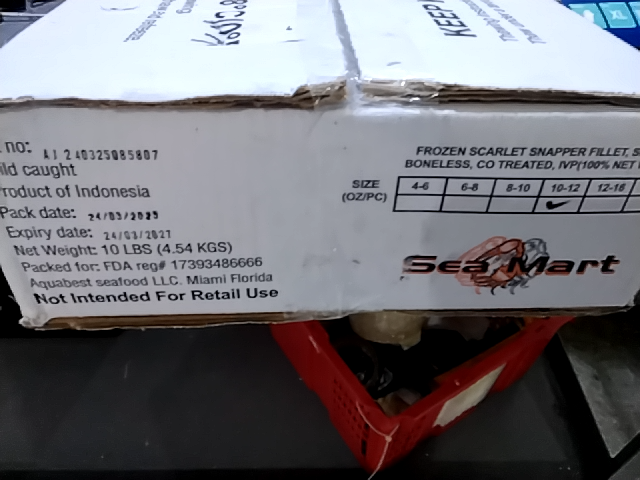 KEEP
no: A1 240325085807
ild caught
roduct of Indonesia
Pack date: 24/03/2025
Expiry date: 24/03/2027
Net Weight: 10 LBS (4.54 KGS)
Packed for: FDA reg# 17393486666
Aquabest seafood LLC. Miami Florida
Not Intended For Retail Use
FROZEN SCARLET SNAPPER FILLET, S
BONELESS, CO TREATED, IVP(100% NET
SIZE (OZ/PC) 4-6 6-8 8-10 10-12 12-16
Sea Mart